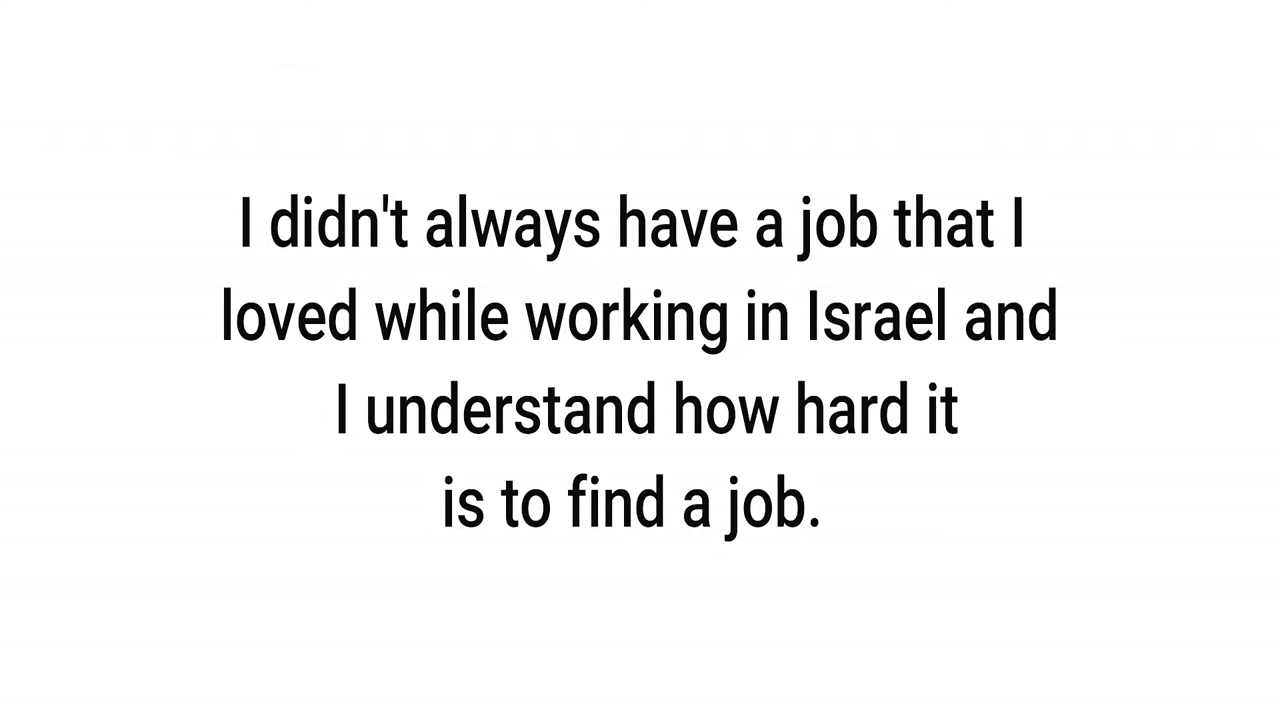 I didn't always have a job that I
loved while working in Israel and
I understand how hard it
is to find a job.